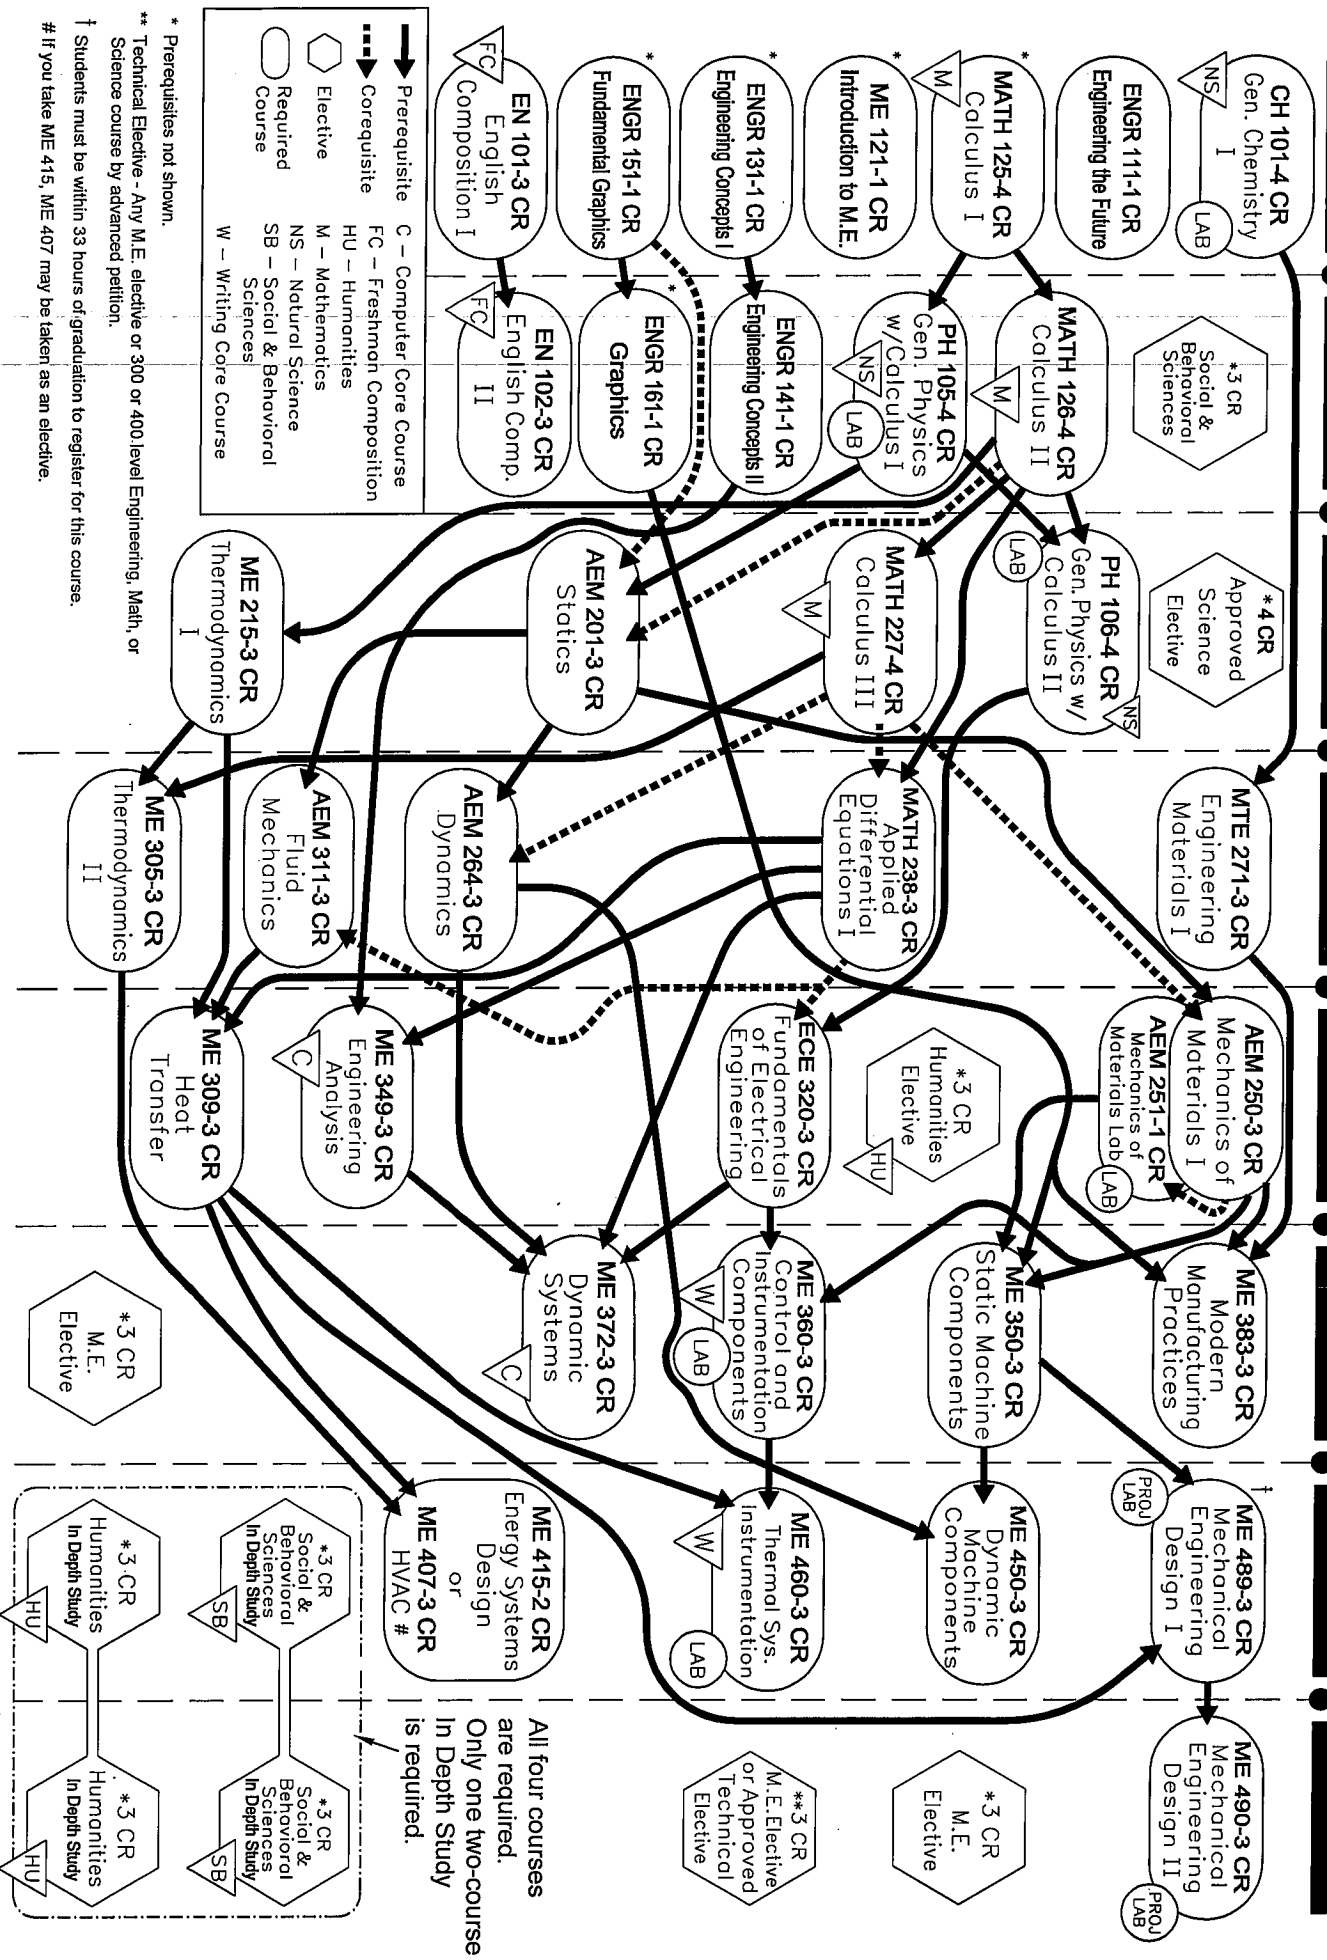 CH 101-4 CR
Gen. Chemistry
I
NS
LAB
ENGR 111-1 CR
Engineering the Future
*
MATH 125-4 CR
Calculus I
M
*
ME 121-1 CR
Introduction to M.E.
*
ENGR 131-1 CR
Engineering Concepts I
*
ENGR 151-1 CR
Fundamental Graphics
EN 101-3 CR
English
Composition I
FC
*3 CR
Social &
Behavioral
Sciences
MATH 126-4 CR
Calculus II
M
PH 105-4 CR
Gen. Physics
w/Calculus I
NS
LAB
ENGR 141-1 CR
Engineering Concepts II
*
ENGR 161-1 CR
Graphics
EN 102-3 CR
English Comp.
II
FC
*4 CR
Approved
Science
Elective
PH 106-4 CR
Gen. Physics w/
Calculus II
NS
LAB
MATH 227-4 CR
Calculus III
M
AEM 201-3 CR
Statics
ME 215-3 CR
Thermodynamics
I
MTE 271-3 CR
Engineering
Materials I
MATH 238-3 CR
Applied
Differential
Equations I
AEM 264-3 CR
Dynamics
AEM 311-3 CR
Fluid
Mechanics
ME 305-3 CR
Thermodynamics
II
AEM 250-3 CR
Mechanics of
Materials I
AEM 251-1 CR
Mechanics of
Materials Lab
LAB
*3 CR
Humanities
Elective
HU
ECE 320-3 CR
Fundamentals
of Electrical
Engineering
ME 349-3 CR
Engineering
Analysis
C
ME 309-3 CR
Heat
Transfer
ME 383-3 CR
Modern
Manufacturing
Practices
ME 350-3 CR
Static Machine
Components
ME 360-3 CR
Control and
Instrumentation
Components
W
LAB
ME 372-3 CR
Dynamic
Systems
C
*3 CR
M.E.
Elective
†
ME 489-3 CR
Mechanical
Engineering
Design I
PROJ
LAB
ME 450-3 CR
Dynamic
Machine
Components
ME 460-3 CR
Thermal Sys.
Instrumentation
W
LAB
ME 415-2 CR
Energy Systems
Design
or
ME 407-3 CR
HVAC #
*3 CR
Social &
Behavioral
Sciences
In Depth Study
SB
*3 CR
Humanities
In Depth Study
HU
ME 490-3 CR
Mechanical
Engineering
Design II
PROJ
LAB
*3 CR
M.E.
Elective
**3 CR
M.E.Elective
or Approved
Technical
Elective
All four courses
are required.
Only one two-course
In Depth Study
is required.
*3 CR
Social &
Behavioral
Sciences
In Depth Study
SB
*3 CR
Humanities
In Depth Study
HU
Prerequisite
Corequisite
Elective
Required
Course
C – Computer Core Course
FC – Freshman Composition
HU – Humanities
M – Mathematics
NS – Natural Science
SB – Social & Behavioral
Sciences
W – Writing Core Course
* Prerequisites not shown.
** Technical Elective - Any M.E. elective or 300 or 400 level Engineering, Math, or
Science course by advanced petition.
† Students must be within 33 hours of graduation to register for this course.
# If you take ME 415, ME 407 may be taken as an elective.